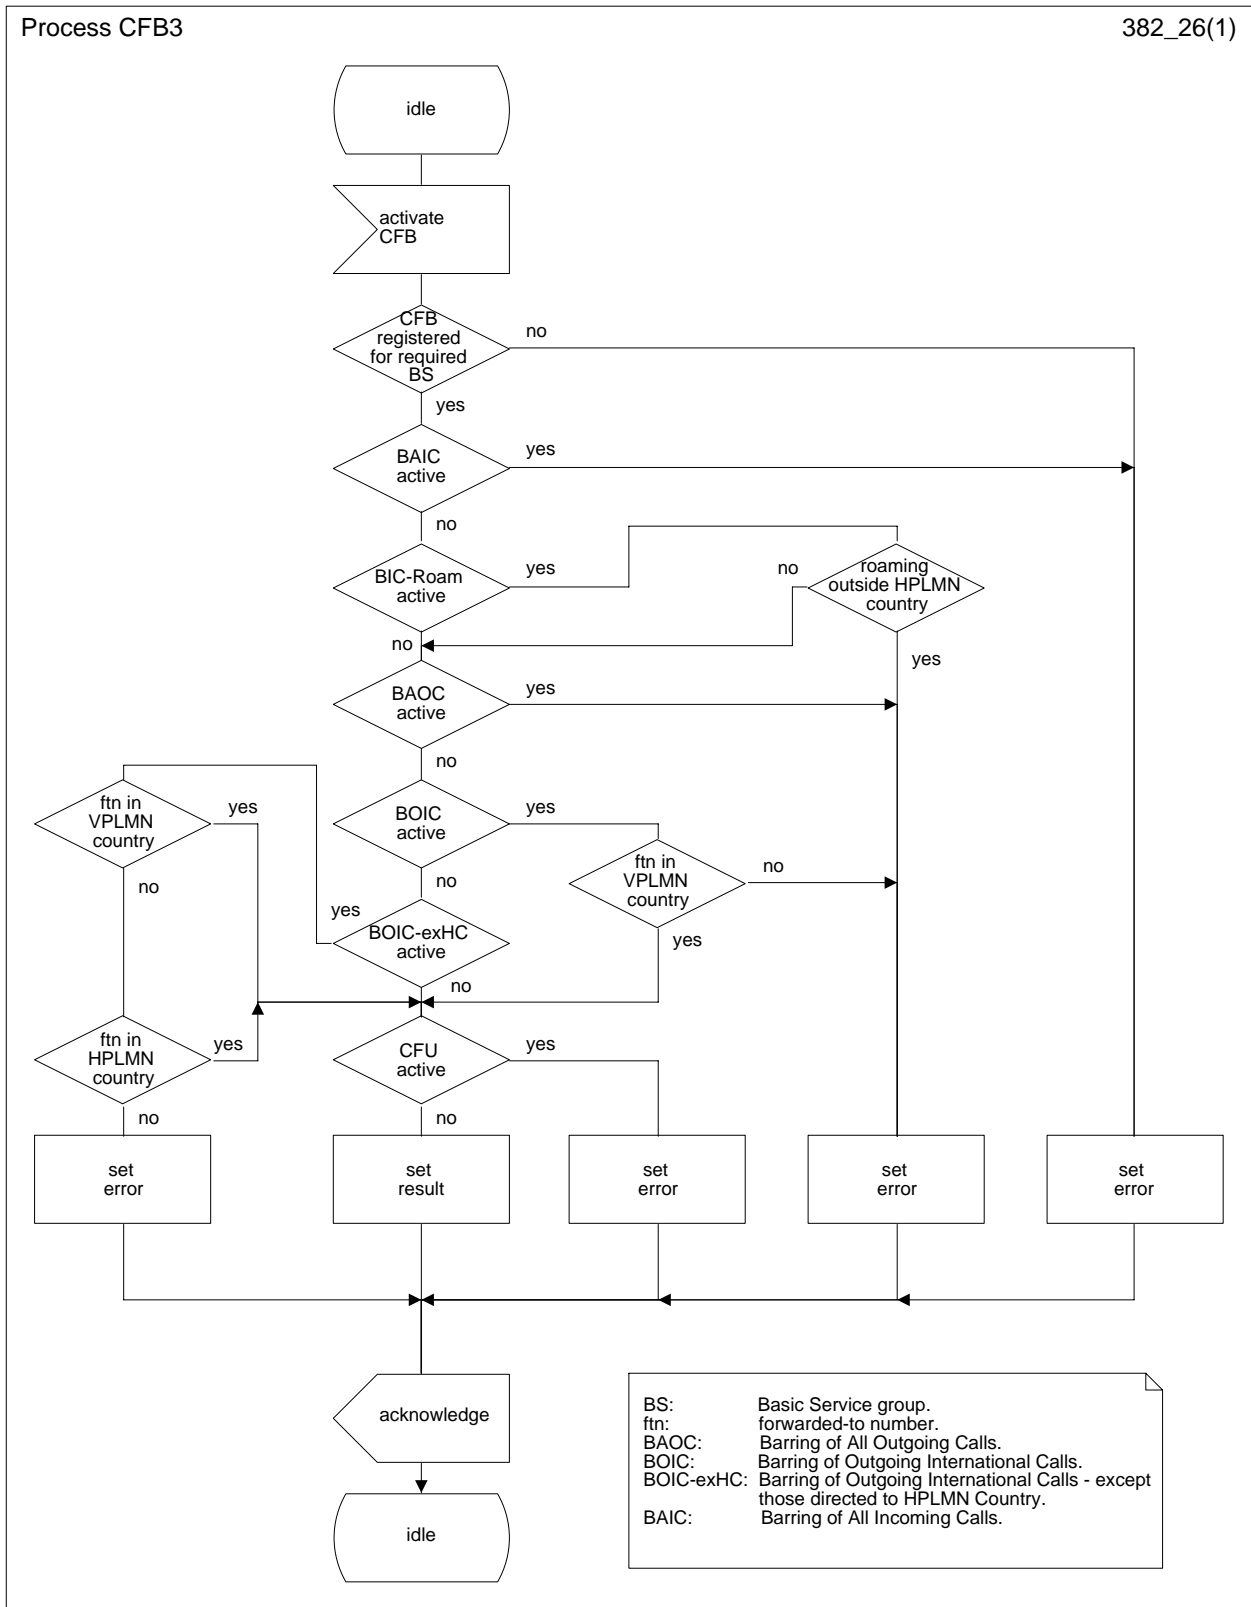 Process CFB3
382_26(1)
idle
activate
CFB
CFB
registered
for required
BS
no
yes
BAIC
active
yes
no
BIC-Roam
active
yes
no
roaming
outside HPLMN
country
no
yes
BAOC
active
yes
no
ftn in
VPLMN
country
yes
no
BOIC
active
yes
no
ftn in
VPLMN
country
no
yes
yes
BOIC-exHC
active
no
ftn in
HPLMN
country
yes
no
CFU
active
yes
no
set
error
set
result
set
error
set
error
set
error
acknowledge
idle
BS: Basic Service group.
ftn: forwarded-to number.
BAOC: Barring of All Outgoing Calls.
BOIC: Barring of Outgoing International Calls.
BOIC-exHC: Barring of Outgoing International Calls - except
those directed to HPLMN Country.
BAIC: Barring of All Incoming Calls.